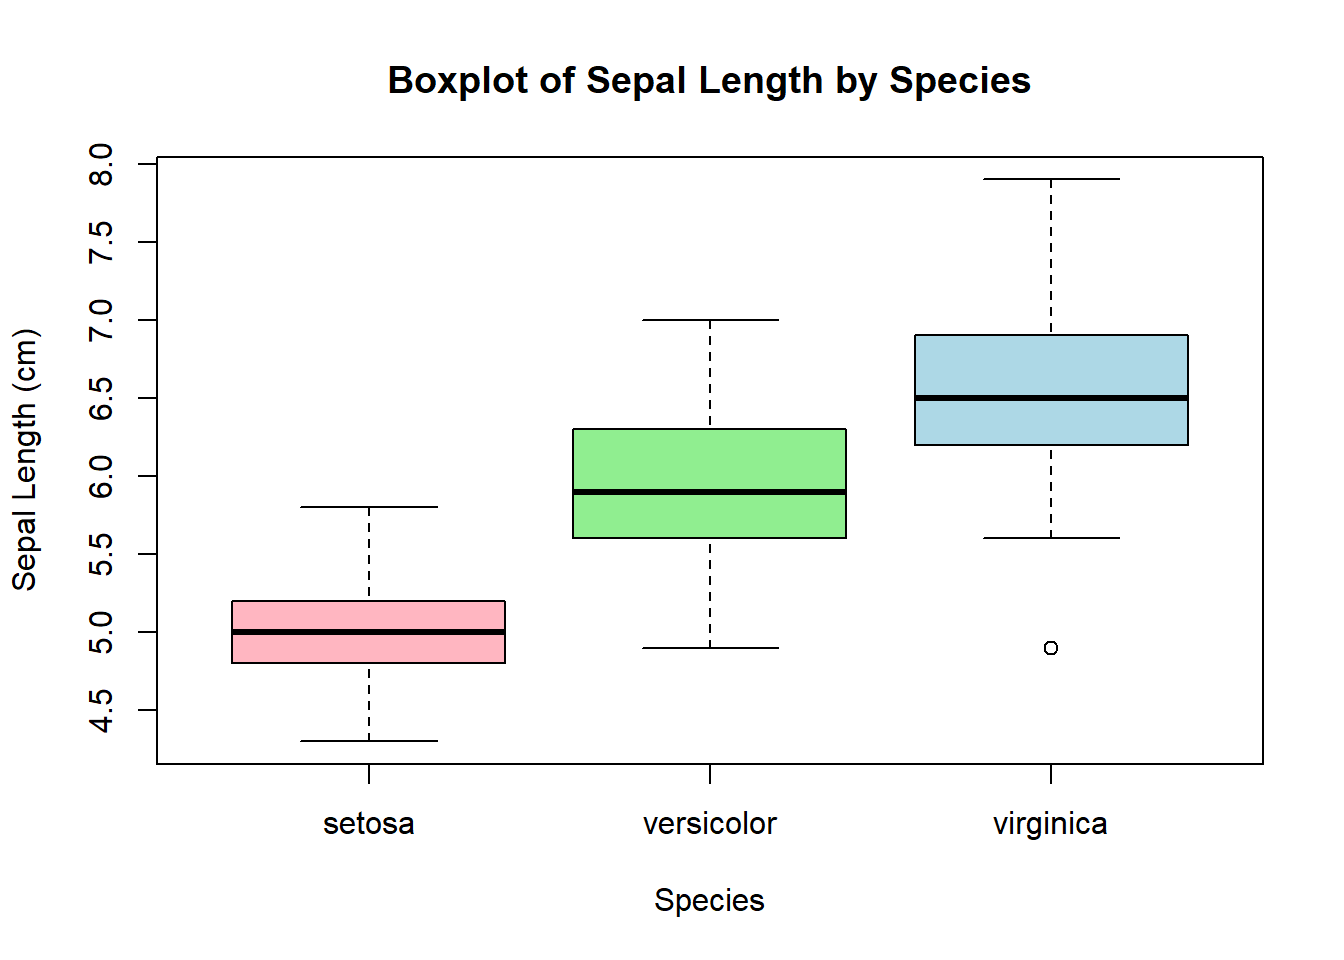 Boxplot of Sepal Length by Species
Sepal Length (cm)
8.0
7.5
7.0
6.5
6.0
5.5
5.0
4.5
setosa versicolor virginica
Species